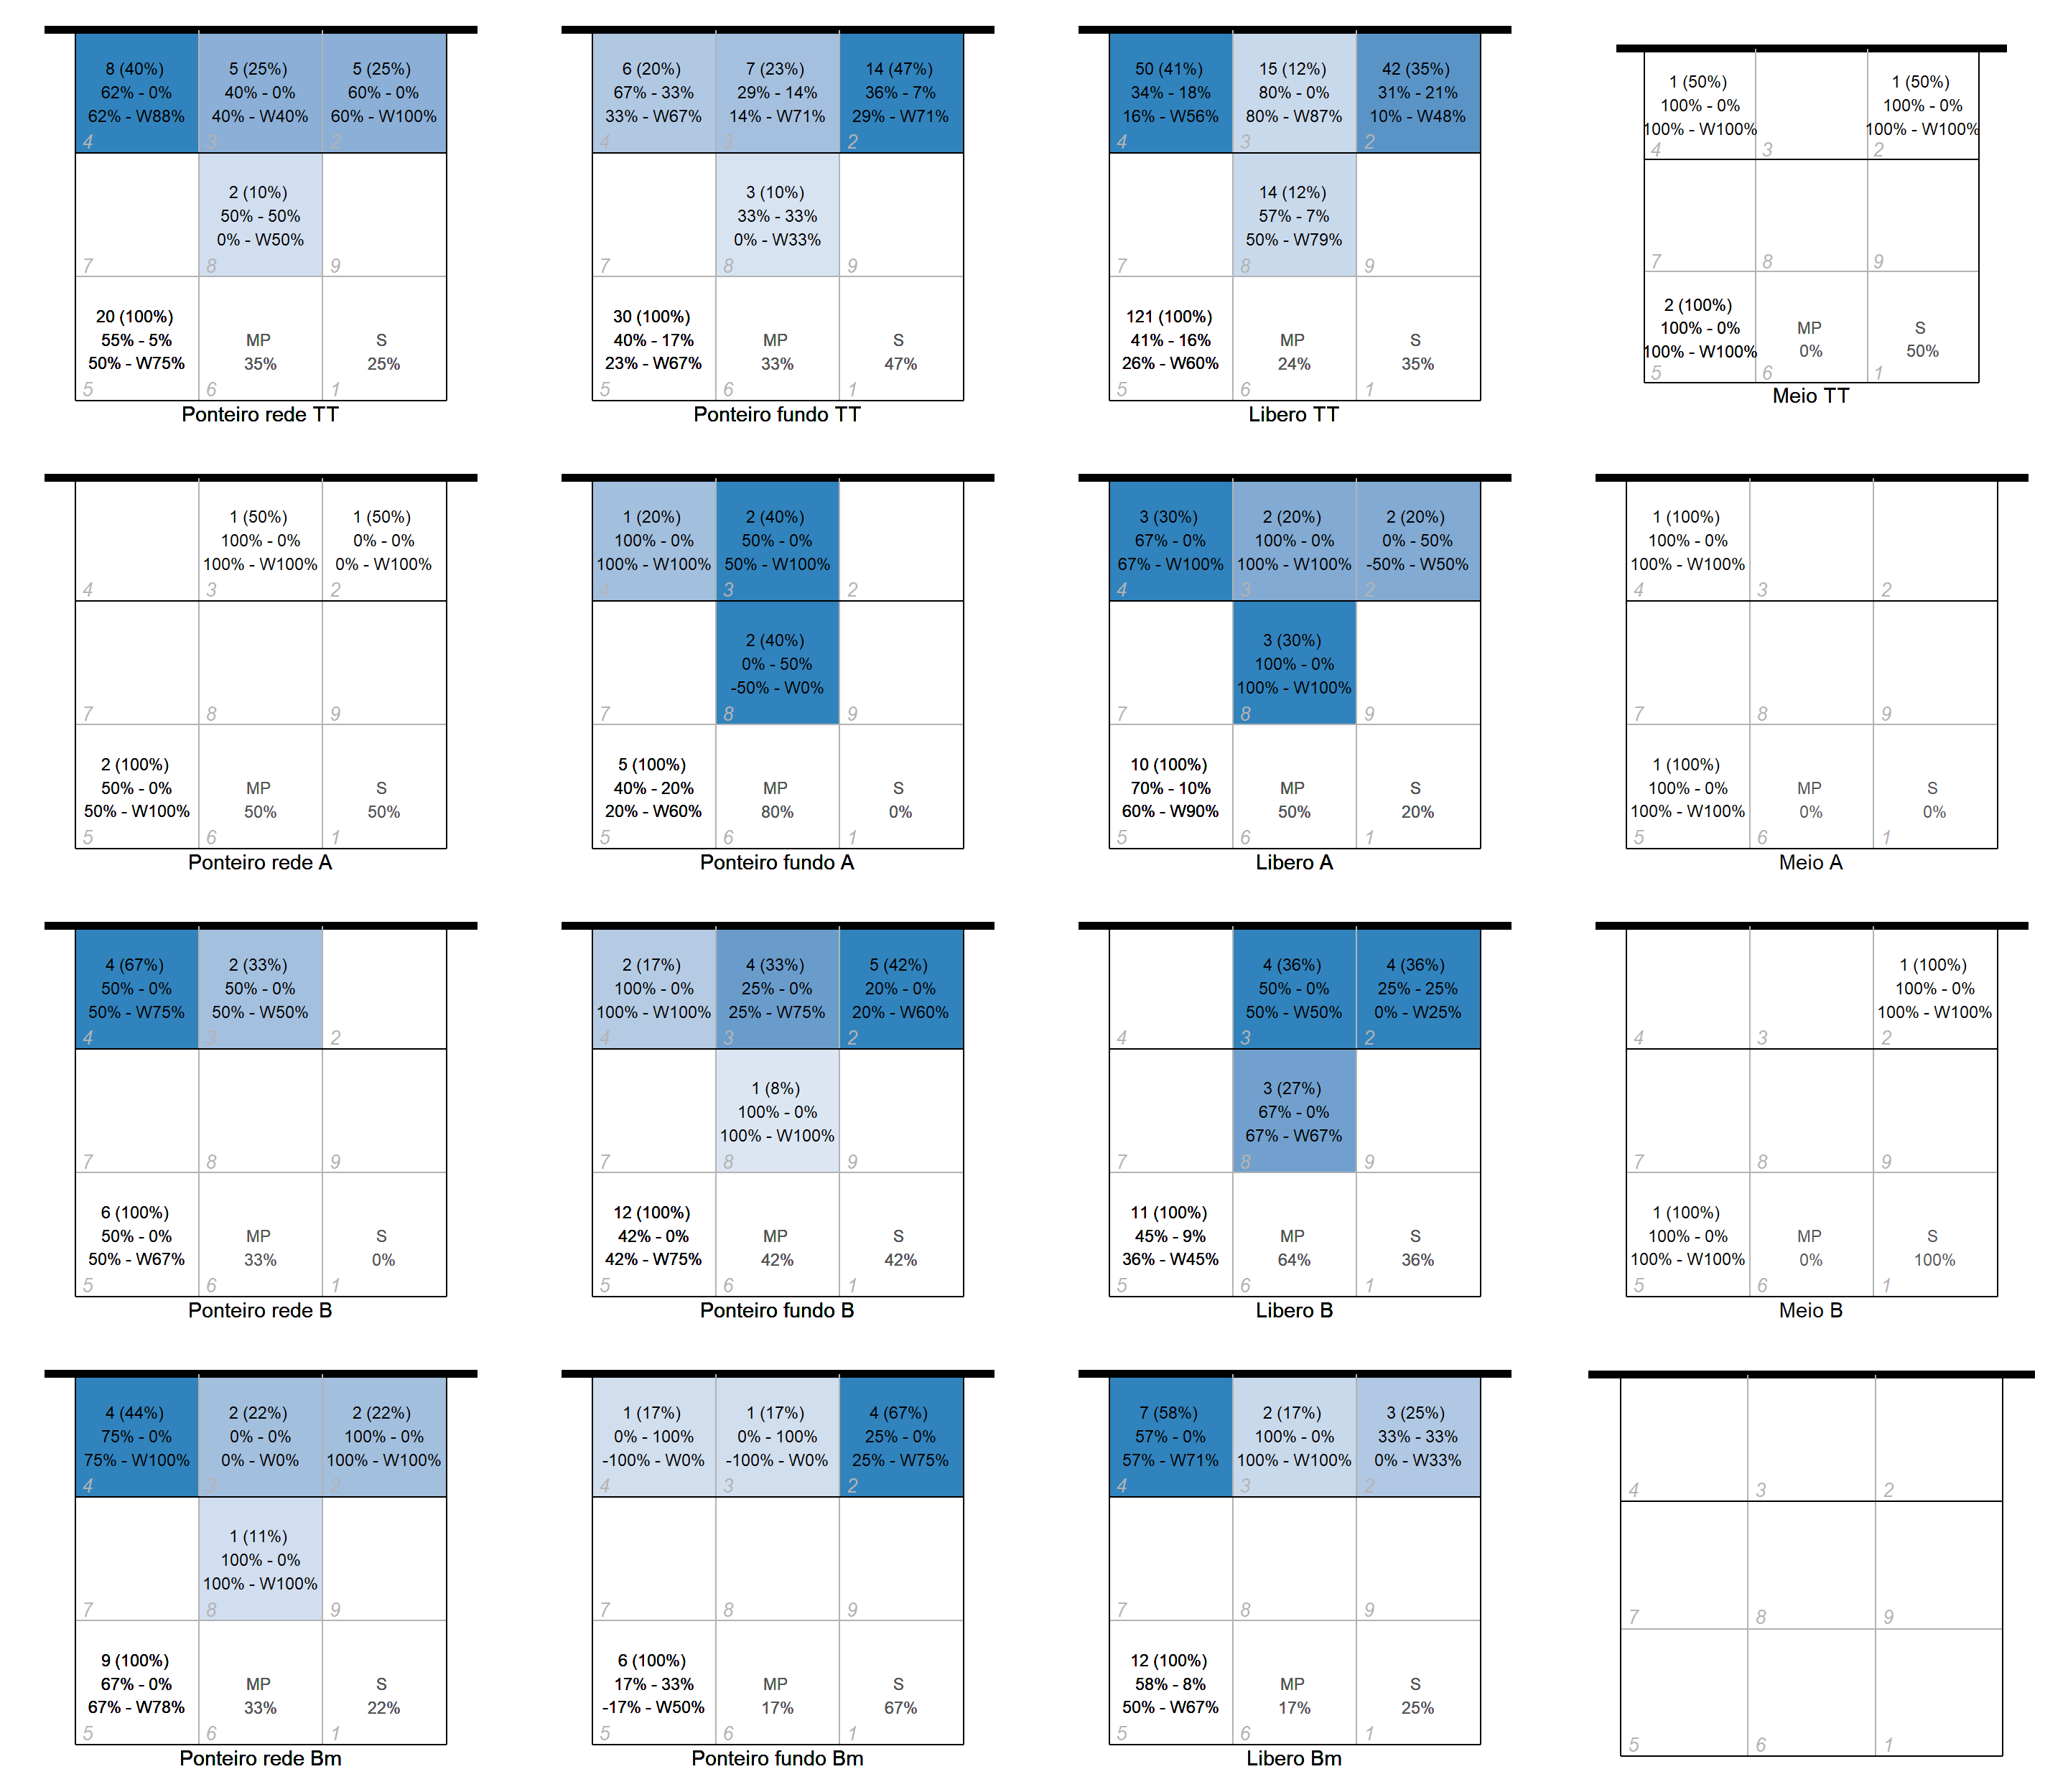 8 (40%)
62% - 0%
62% - W88%
4
5 (25%)
40% - 0%
40% - W40%
3
5 (25%)
60% - 0%
60% - W100%
2
7
2 (10%)
50% - 50%
0% - W50%
8
9
20 (100%)
55% - 5%
50% - W75%
5
MP
35%
6
S
25%
1
Ponteiro rede TT
6 (20%)
67% - 33%
33% - W67%
4
7 (23%)
29% - 14%
14% - W71%
3
14 (47%)
36% - 7%
29% - W71%
2
7
3 (10%)
33% - 33%
0% - W33%
8
9
30 (100%)
40% - 17%
23% - W67%
5
MP
33%
6
S
47%
1
Ponteiro fundo TT
50 (41%)
34% - 18%
16% - W56%
4
15 (12%)
80% - 0%
80% - W87%
3
42 (35%)
31% - 21%
10% - W48%
2
7
14 (12%)
57% - 7%
50% - W79%
8
9
121 (100%)
41% - 16%
26% - W60%
5
MP
24%
6
S
35%
1
Libero TT
1 (50%)
100% - 0%
100% - W100%
4
3
1 (50%)
100% - 0%
100% - W100%
2
7
8
9
2 (100%)
100% - 0%
100% - W100%
5
MP
0%
6
S
50%
1
Meio TT
4
1 (50%)
100% - 0%
100% - W100%
3
1 (50%)
0% - 0%
0% - W100%
2
7
8
9
2 (100%)
50% - 0%
50% - W100%
5
MP
50%
6
S
50%
1
Ponteiro rede A
1 (20%)
100% - 0%
100% - W100%
4
2 (40%)
50% - 0%
50% - W100%
3
2
7
2 (40%)
0% - 50%
-50% - W0%
8
9
5 (100%)
40% - 20%
20% - W60%
5
MP
80%
6
S
0%
1
Ponteiro fundo A
3 (30%)
67% - 0%
67% - W100%
4
2 (20%)
100% - 0%
100% - W100%
3
2 (20%)
0% - 50%
-50% - W50%
2
7
3 (30%)
100% - 0%
100% - W100%
8
9
10 (100%)
70% - 10%
60% - W90%
5
MP
50%
6
S
20%
1
Libero A
1 (100%)
100% - 0%
100% - W100%
4
3
2
7
8
9
1 (100%)
100% - 0%
100% - W100%
5
MP
0%
6
S
0%
1
Meio A
4 (67%)
50% - 0%
50% - W75%
4
2 (33%)
50% - 0%
50% - W50%
3
2
7
8
9
6 (100%)
50% - 0%
50% - W67%
5
MP
33%
6
S
0%
1
Ponteiro rede B
2 (17%)
100% - 0%
100% - W100%
4
4 (33%)
25% - 0%
25% - W75%
3
5 (42%)
20% - 0%
20% - W60%
2
7
1 (8%)
100% - 0%
100% - W100%
8
9
12 (100%)
42% - 0%
42% - W75%
5
MP
42%
6
S
42%
1
Ponteiro fundo B
4
4 (36%)
50% - 0%
50% - W50%
3
4 (36%)
25% - 25%
0% - W25%
2
7
3 (27%)
67% - 0%
67% - W67%
8
9
11 (100%)
45% - 9%
36% - W45%
5
MP
64%
6
S
36%
1
Libero B
4
3
1 (100%)
100% - 0%
100% - W100%
2
7
8
9
1 (100%)
100% - 0%
100% - W100%
5
MP
0%
6
S
100%
1
Meio B
4 (44%)
75% - 0%
75% - W100%
4
2 (22%)
0% - 0%
0% - W0%
3
2 (22%)
100% - 0%
100% - W100%
2
7
1 (11%)
100% - 0%
100% - W100%
8
9
9 (100%)
67% - 0%
67% - W78%
5
MP
33%
6
S
22%
1
Ponteiro rede Bm
1 (17%)
0% - 100%
-100% - W0%
4
1 (17%)
0% - 100%
-100% - W0%
3
4 (67%)
25% - 0%
25% - W75%
2
7
8
9
6 (100%)
17% - 33%
-17% - W50%
5
MP
17%
6
S
67%
1
Ponteiro fundo Bm
7 (58%)
57% - 0%
57% - W71%
4
2 (17%)
100% - 0%
100% - W100%
3
3 (25%)
33% - 33%
0% - W33%
2
7
8
9
12 (100%)
58% - 8%
50% - W67%
5
MP
17%
6
S
25%
1
Libero Bm
4
3
2
7
8
9
5
6
1